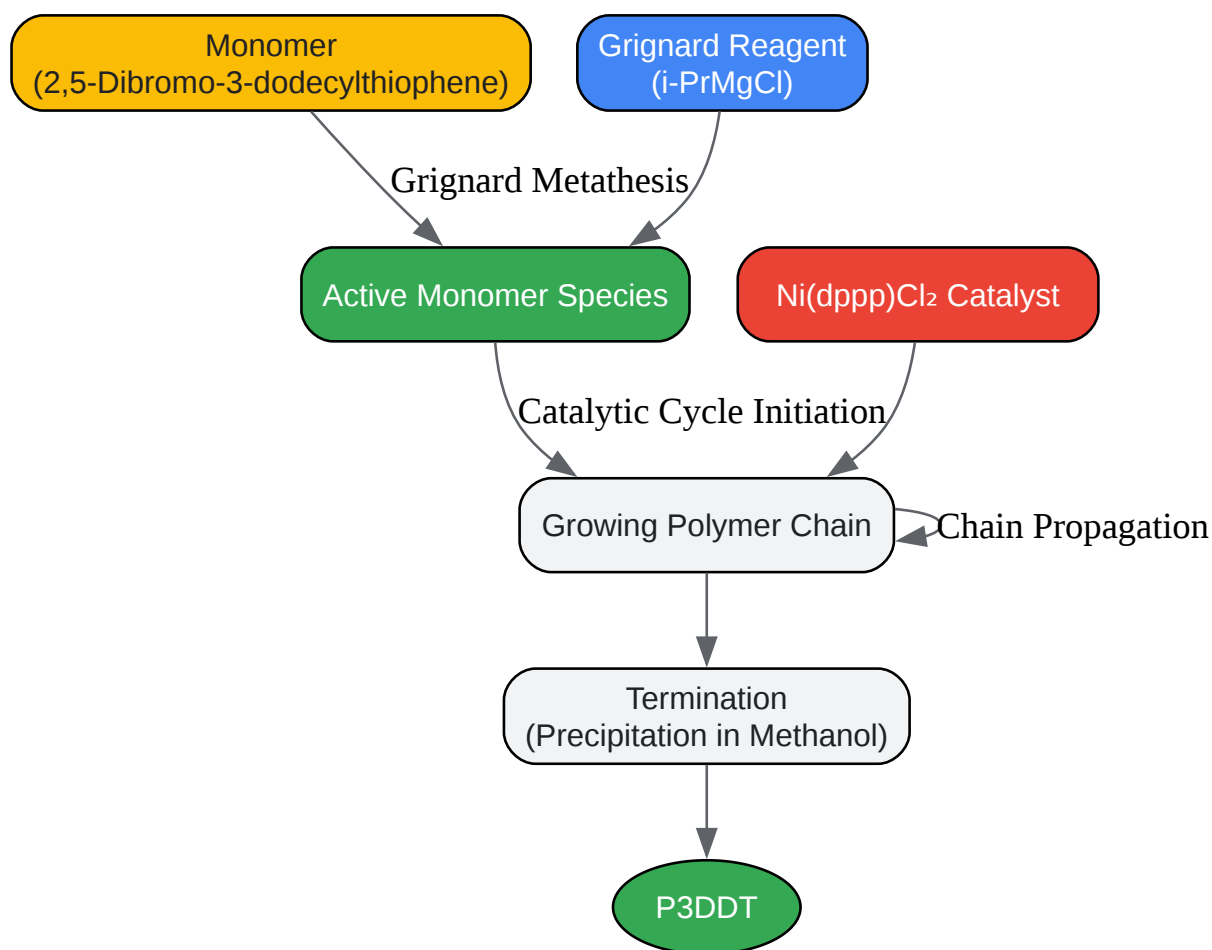 Monomer
(2,5-Dibromo-3-dodecylthiophene)
Grignard Reagent
(i-PrMgCl)
Grignard Metathesis
Active Monomer Species
Ni(dppp)Cl₂ Catalyst
Catalytic Cycle Initiation
Growing Polymer Chain
Chain Propagation
Termination
(Precipitation in Methanol)
P3DDT